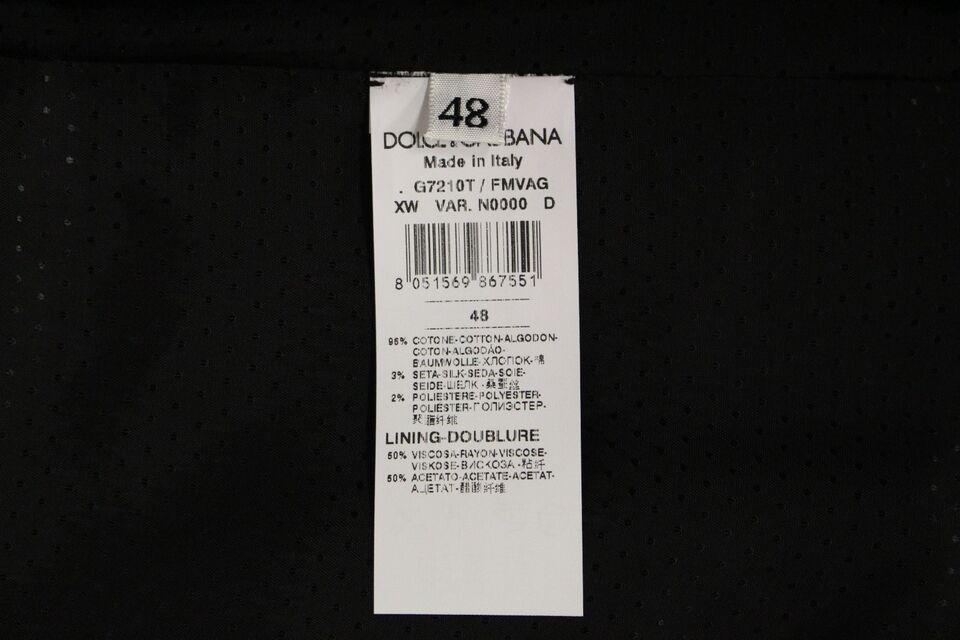 48
DOLCE & GABBANA
Made in Italy
. G7210T / FMVAG
XW VAR. N0000 D
8 051569 867551
48
95% COTONE-COTTON-ALGODON-
COTON-ALGODÃO-
BAUMWOLLE-ХЛОПОК-棉
3% SETA-SILK-SEDA-SOIE-
SEIDE-ШЕЛК-桑蚕丝
2% POLIESTERE-POLYESTER-
POLIESTER-ПОЛИЭСТЕР-
聚酯纤维
LINING-DOUBLURE
50% VISCOSA-RAYON-VISCOSE-
VISKOSE-ВИСКОЗА-粘纤
50% ACETATO-ACETATE-ACETAT-
АЦЕТАТ-醋酸纤维